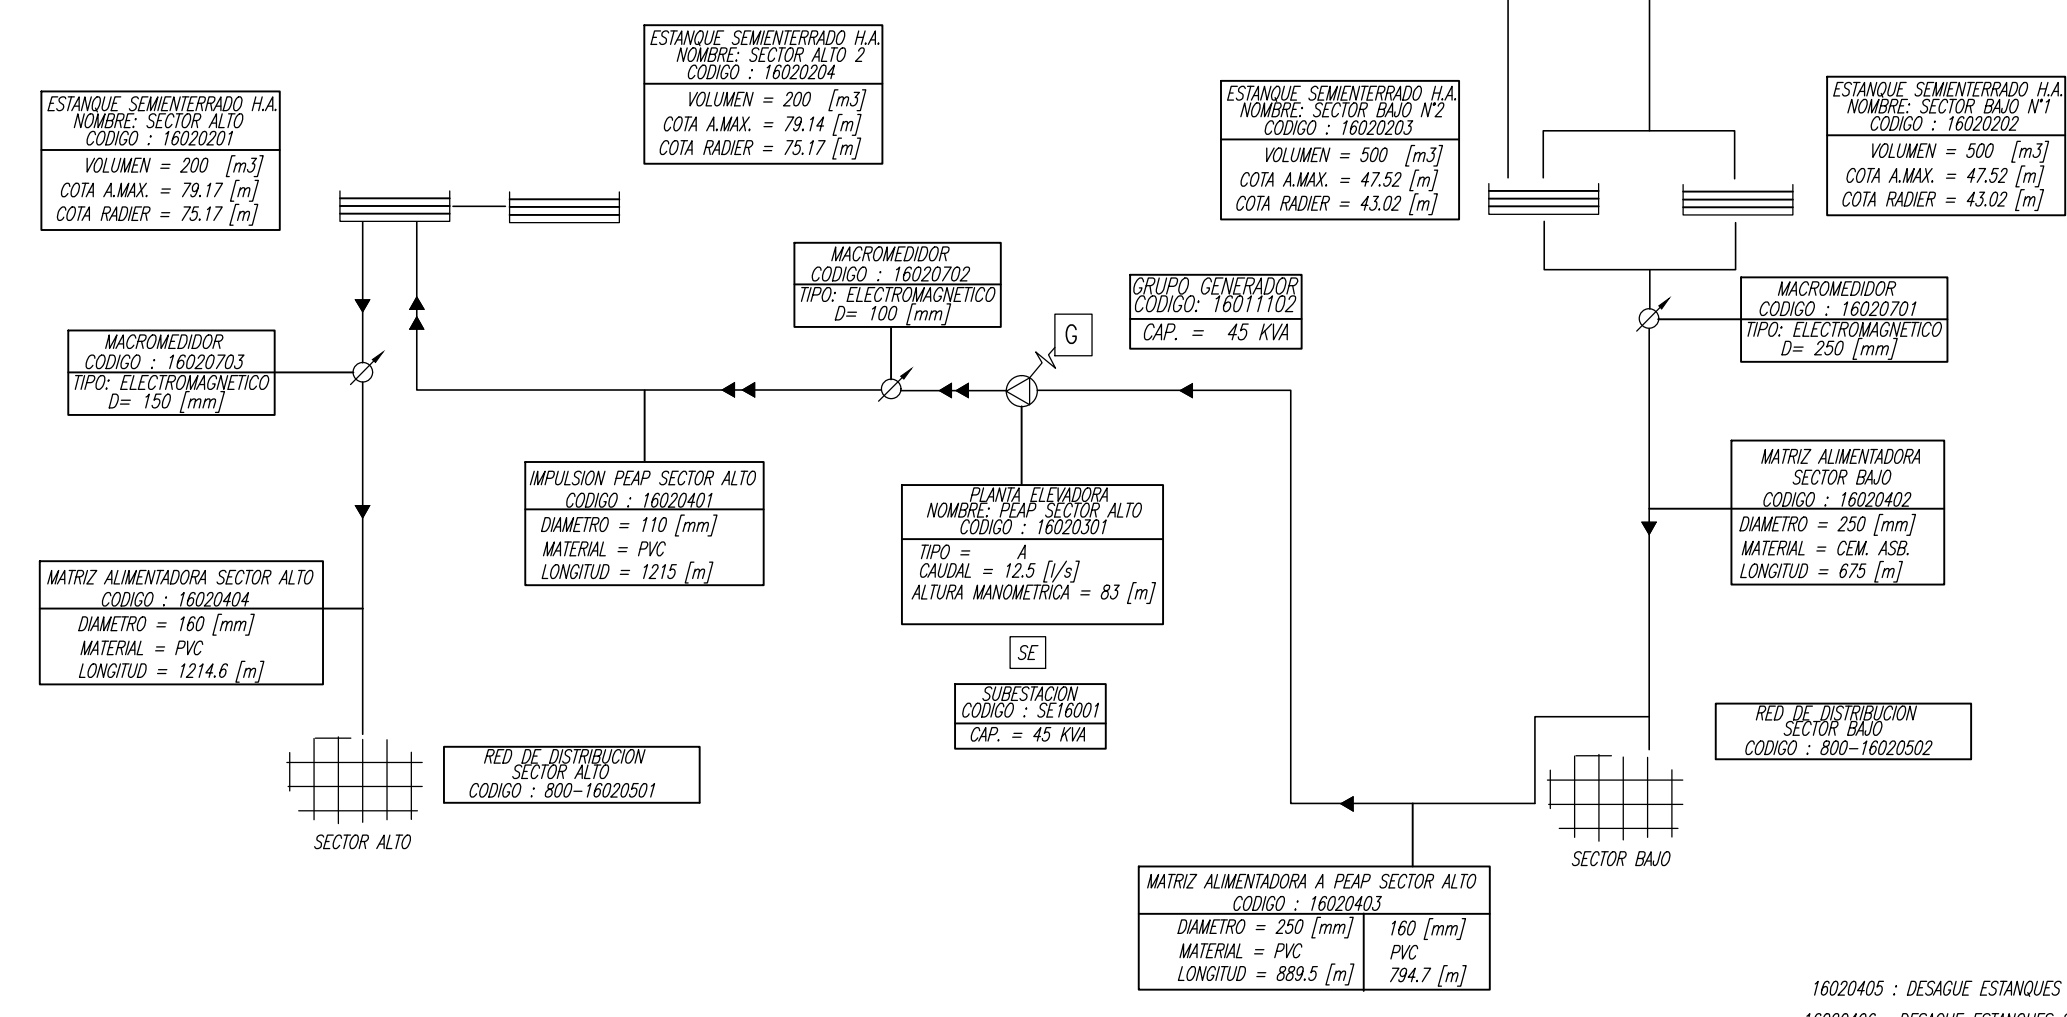 ESTANQUE SEMIENTERRADO H.A.
NOMBRE: SECTOR ALTO 2
CODIGO : 16020204
VOLUMEN = 200 [m3]
COTA A.MAX. = 79.14 [m]
COTA RADIER = 75.17 [m]
ESTANQUE SEMIENTERRADO H.A.
NOMBRE: SECTOR ALTO
CODIGO : 16020201
VOLUMEN = 200 [m3]
COTA A.MAX. = 79.17 [m]
COTA RADIER = 75.17 [m]
ESTANQUE SEMIENTERRADO H.A.
NOMBRE: SECTOR BAJO N°2
CODIGO : 16020203
VOLUMEN = 500 [m3]
COTA A.MAX. = 47.52 [m]
COTA RADIER = 43.02 [m]
ESTANQUE SEMIENTERRADO H.A.
NOMBRE: SECTOR BAJO N°1
CODIGO : 16020202
VOLUMEN = 500 [m3]
COTA A.MAX. = 47.52 [m]
COTA RADIER = 43.02 [m]
MACROMEDIDOR
CODIGO : 16020702
TIPO: ELECTROMAGNETICO
D= 100 [mm]
GRUPO GENERADOR
CODIGO: 16011102
CAP. = 45 KVA
G
MACROMEDIDOR
CODIGO : 16020701
TIPO: ELECTROMAGNETICO
D= 250 [mm]
MACROMEDIDOR
CODIGO : 16020703
TIPO: ELECTROMAGNETICO
D= 150 [mm]
IMPULSION PEAP SECTOR ALTO
CODIGO : 16020401
DIAMETRO = 110 [mm]
MATERIAL = PVC
LONGITUD = 1215 [m]
PLANTA ELEVADORA
NOMBRE: PEAP SECTOR ALTO
CODIGO : 16020301
TIPO = A
CAUDAL = 12.5 [l/s]
ALTURA MANOMETRICA = 83 [m]
MATRIZ ALIMENTADORA
SECTOR BAJO
CODIGO : 16020402
DIAMETRO = 250 [mm]
MATERIAL = CEM. ASB.
LONGITUD = 675 [m]
MATRIZ ALIMENTADORA SECTOR ALTO
CODIGO : 16020404
DIAMETRO = 160 [mm]
MATERIAL = PVC
LONGITUD = 1214.6 [m]
SE
SUBESTACION
CODIGO : SE16001
CAP. = 45 KVA
RED DE DISTRIBUCION
SECTOR ALTO
CODIGO : 800-16020501
SECTOR ALTO
RED DE DISTRIBUCION
SECTOR BAJO
CODIGO : 800-16020502
SECTOR BAJO
MATRIZ ALIMENTADORA A PEAP SECTOR ALTO
CODIGO : 16020403
DIAMETRO = 250 [mm] 160 [mm]
MATERIAL = PVC PVC
LONGITUD = 889.5 [m] 794.7 [m]
16020405 : DESAGUE ESTANQUES